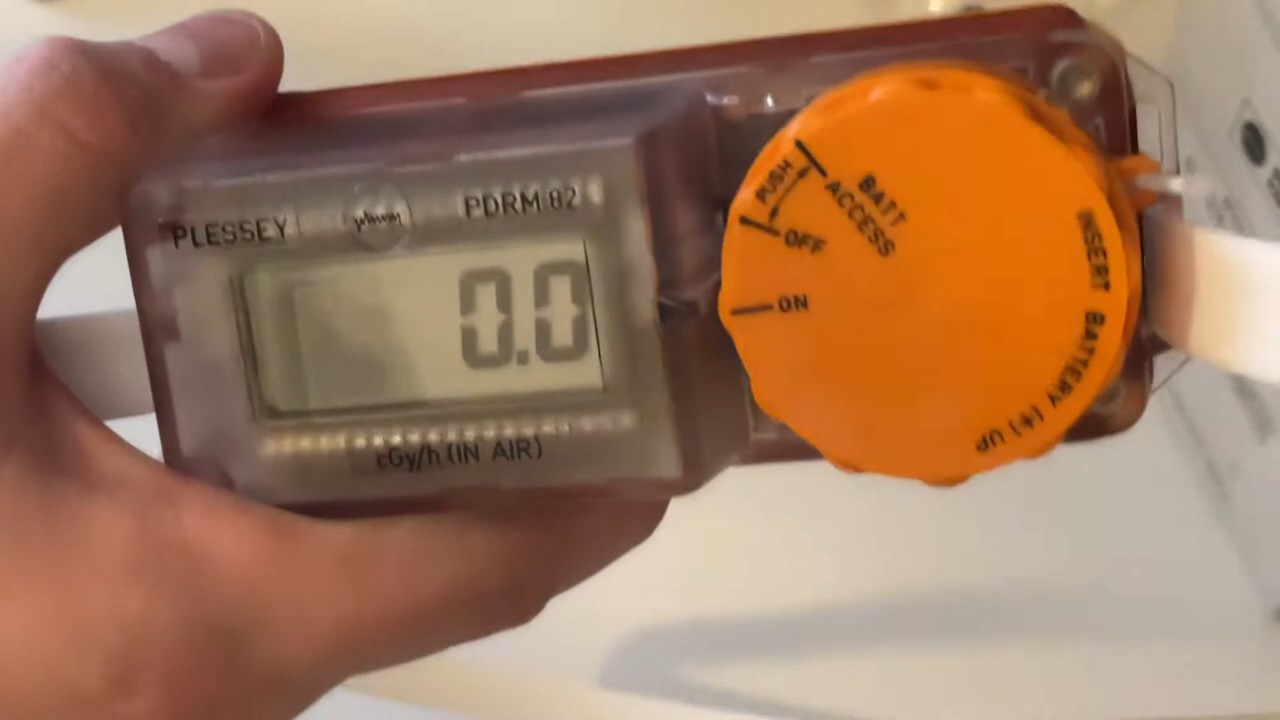 PLESSEY
PDRM 82
0.0
cGy/h (IN AIR)
PUSH
BATT
ACCESS
OFF
ON
INSERT BATTERY (+) UP